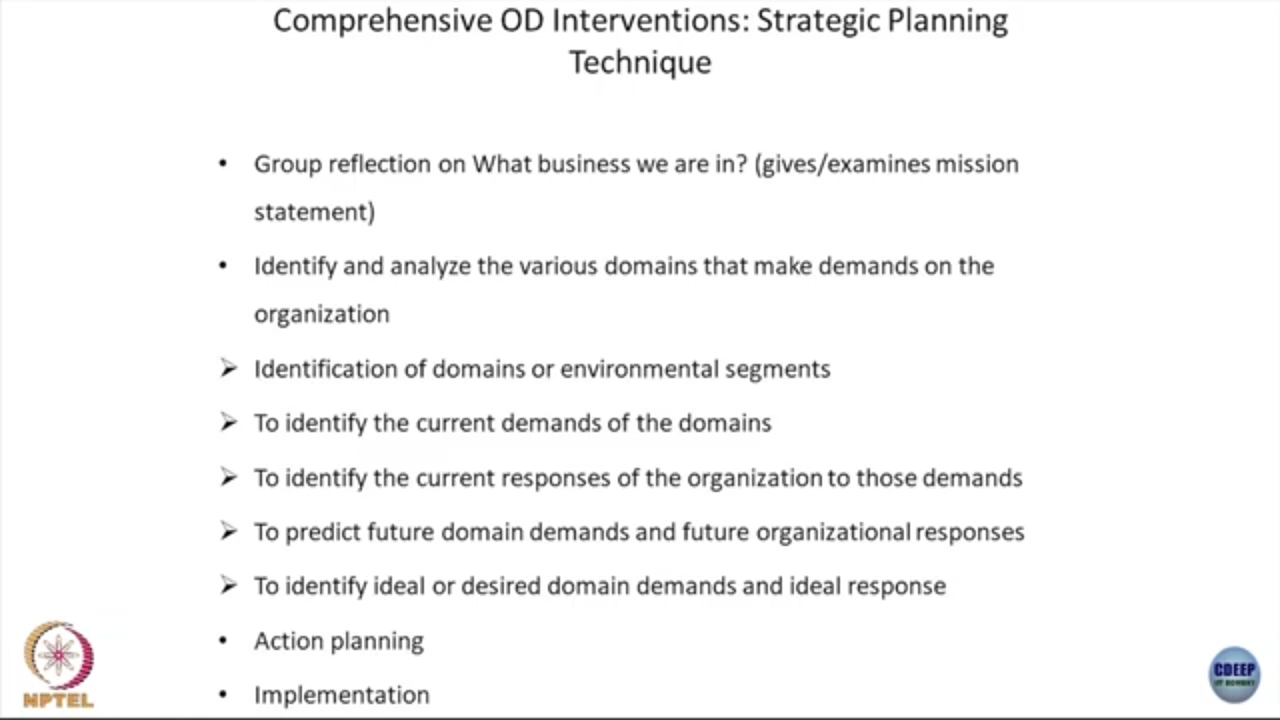 Comprehensive OD Interventions: Strategic Planning
Technique
• Group reflection on What business we are in? (gives/examines mission
statement)
• Identify and analyze the various domains that make demands on the
organization
➢ Identification of domains or environmental segments
➢ To identify the current demands of the domains
➢ To identify the current responses of the organization to those demands
➢ To predict future domain demands and future organizational responses
➢ To identify ideal or desired domain demands and ideal response
• Action planning
• Implementation
NPTEL
CDEEP
IIT BOMBAY